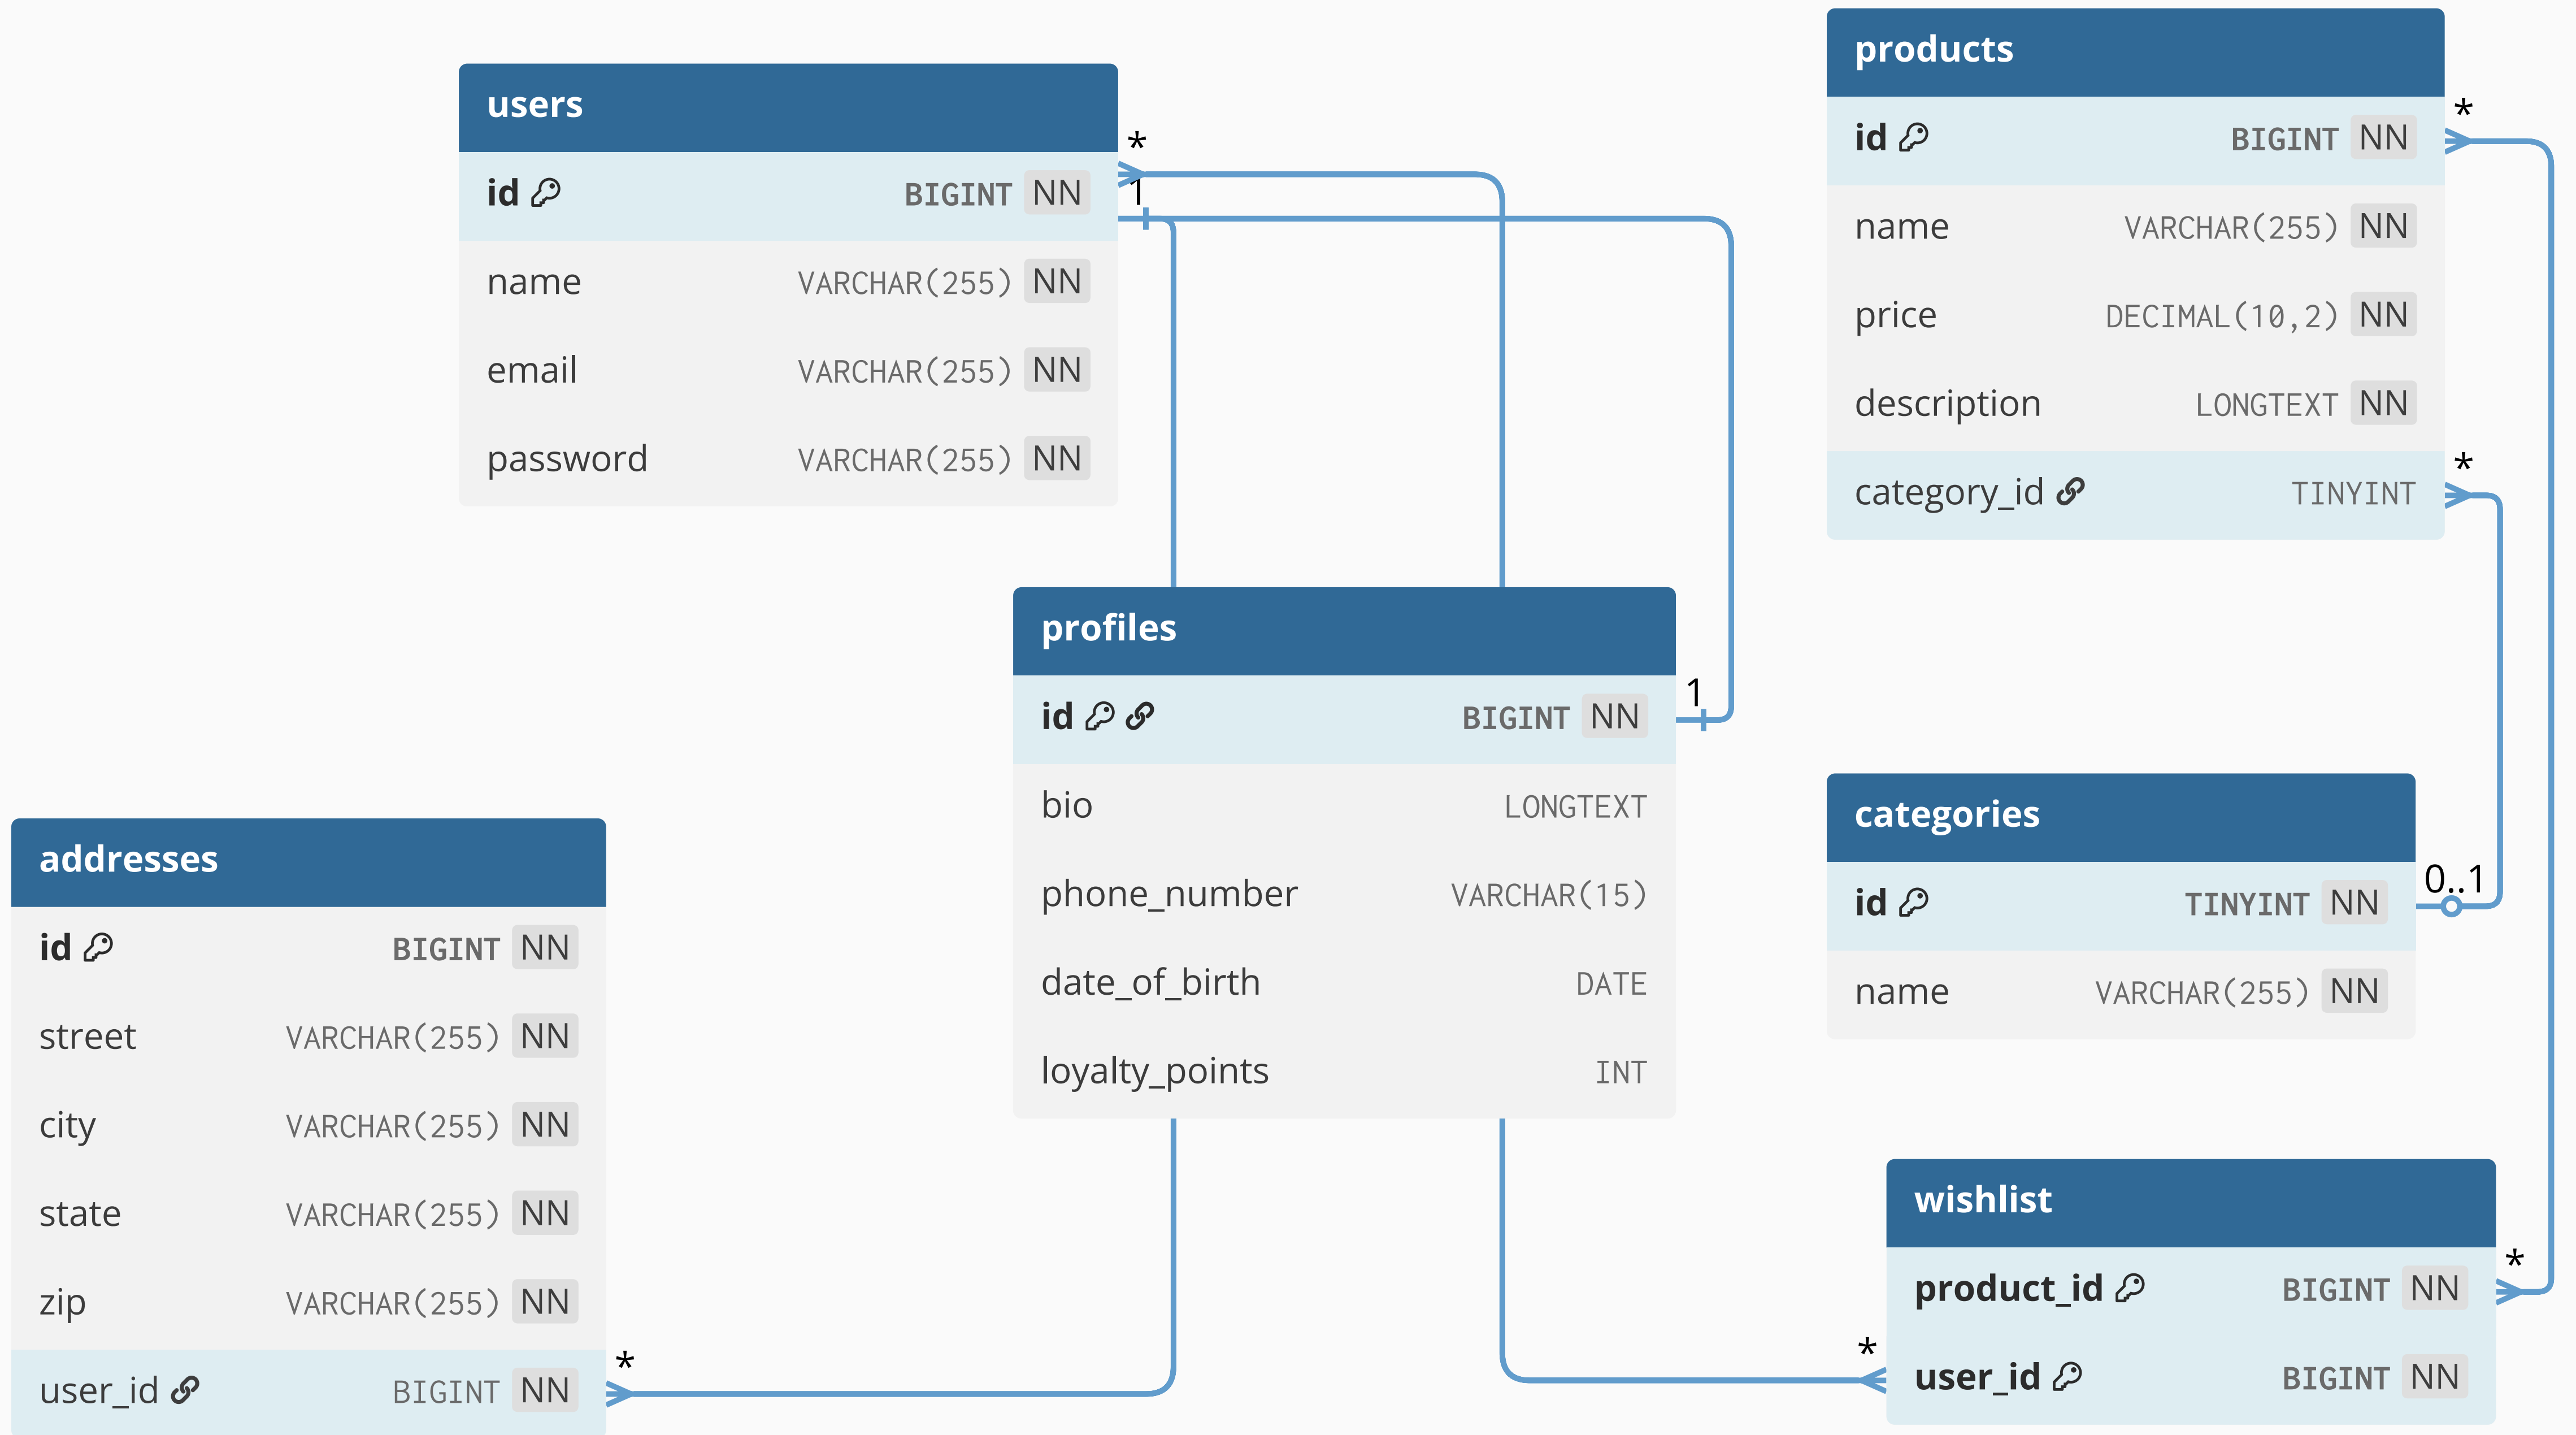 users
id BIGINT NN
name VARCHAR(255) NN
email VARCHAR(255) NN
password VARCHAR(255) NN
*
1
products
id BIGINT NN
name VARCHAR(255) NN
price DECIMAL(10,2) NN
description LONGTEXT NN
category_id TINYINT
*
*
profiles
id BIGINT NN
bio LONGTEXT
phone_number VARCHAR(15)
date_of_birth DATE
loyalty_points INT
1
addresses
id BIGINT NN
street VARCHAR(255) NN
city VARCHAR(255) NN
state VARCHAR(255) NN
zip VARCHAR(255) NN
user_id BIGINT NN
*
categories
id TINYINT NN
name VARCHAR(255) NN
0..1
wishlist
product_id BIGINT NN
user_id BIGINT NN
*
*